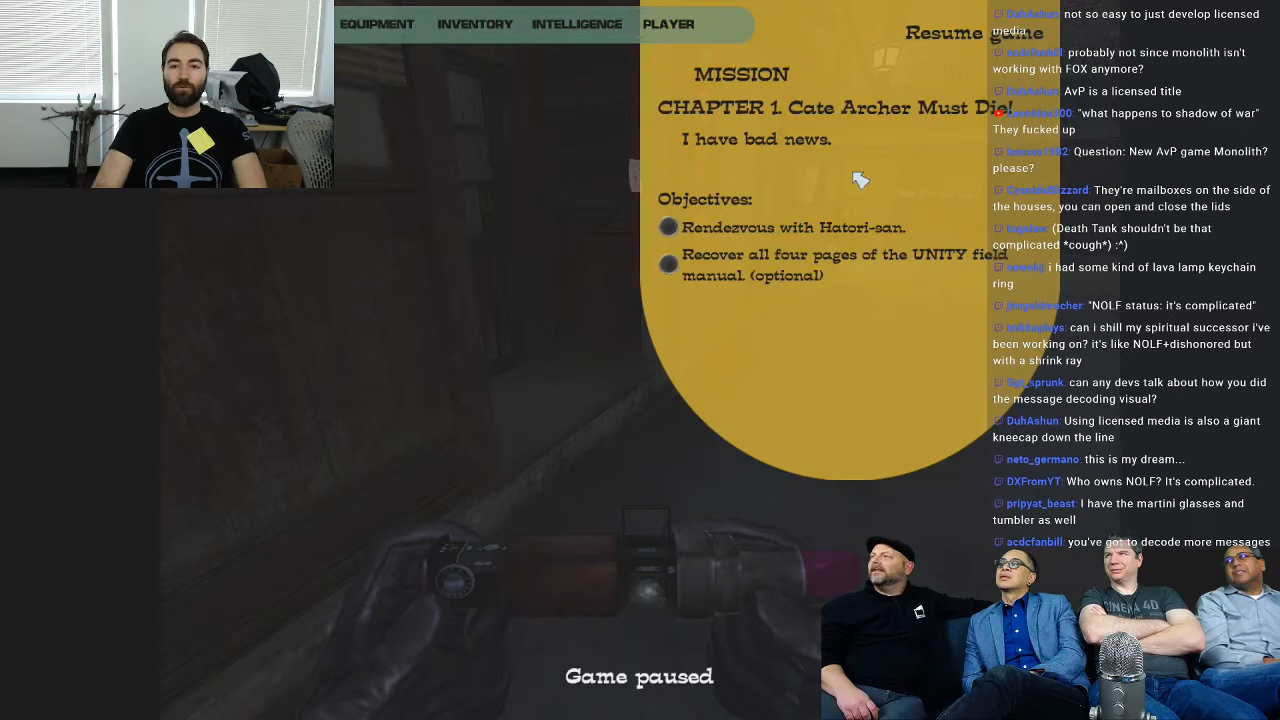 EQUIPMENT INVENTORY INTELLIGENCE PLAYER
Resume game
MISSION
CHAPTER 1. Cate Archer Must Die!
I have bad news.
Objectives:
Rendezvous with Hatori-san.
Recover all four pages of the UNITY field
manual. (optional)
Game paused
DuhAshun: not so easy to just develop licensed
media
acdcfanbill: probably not since monolith isn't
working with FOX anymore?
DuhAshun: AvP is a licensed title
"what happens to shadow of war"
They fucked up
Question: New AvP game Monolith?
please?
They're mailboxes on the side of
the houses, you can open and close the lids
(Death Tank shouldn't be that
complicated *cough*) :^)
i had some kind of lava lamp keychain
ring
"NOLF status: it's complicated"
can i shill my spiritual successor i've
been working on? it's like NOLF+dishonored but
with a shrink ray
Sgt_sprunk: can any devs talk about how you did
the message decoding visual?
DuhAshun: Using licensed media is also a giant
kneecap down the line
neto_germano: this is my dream...
DXFromYT: Who owns NOLF? It's complicated.
pripyat_beast: I have the martini glasses and
tumbler as well
acdcfanbill: you've got to decode more messages
CINEMA 4D